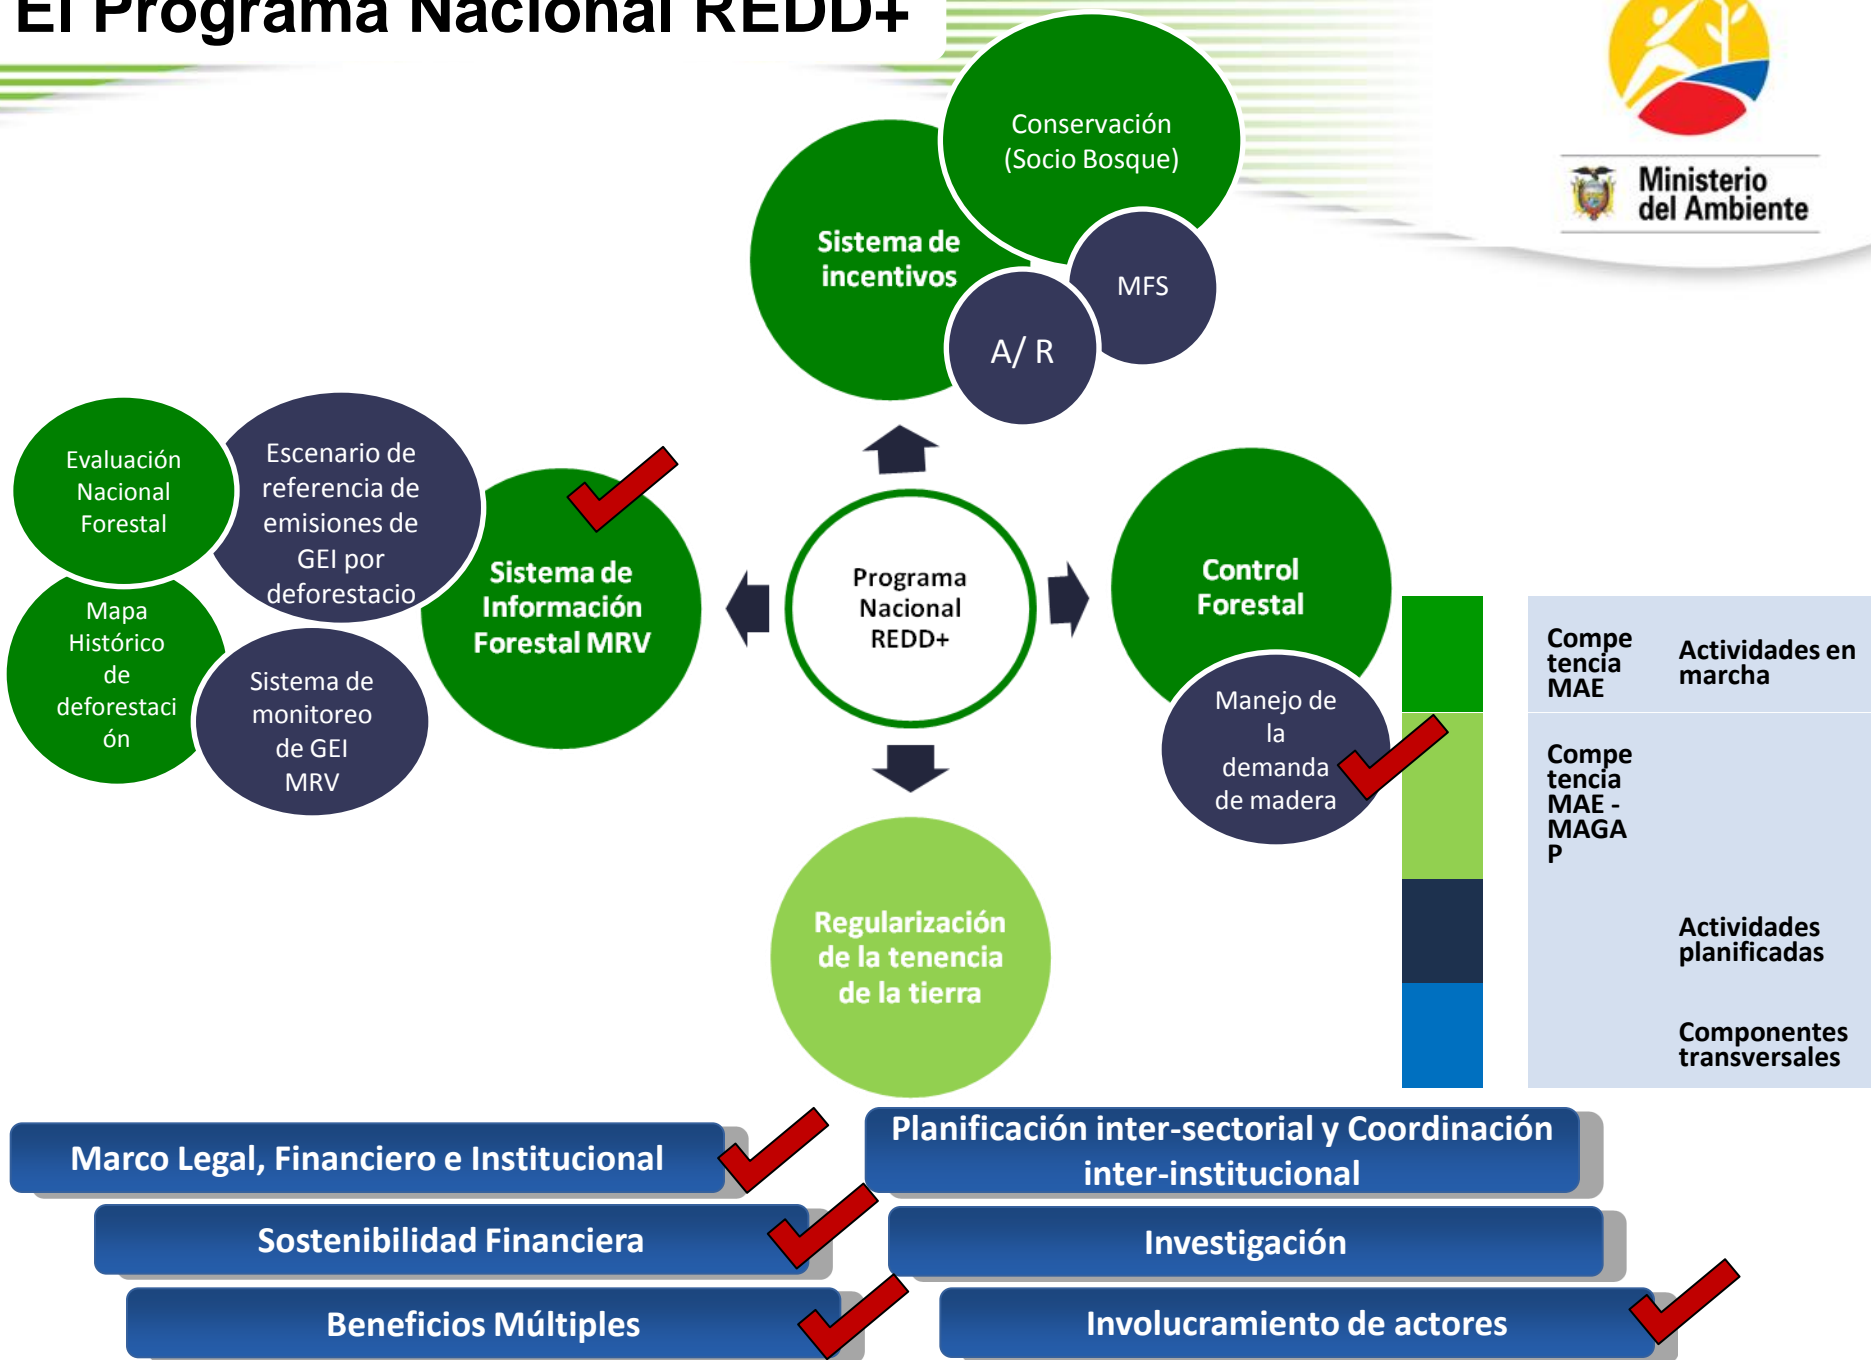 El Programa Nacional REDD+
Ministerio
del Ambiente
Conservación
(Socio Bosque)
Sistema de
incentivos
MFS
A/ R
Evaluación
Nacional
Forestal
Escenario de
referencia de
emisiones de
GEI por
deforestacio
Mapa
Histórico
de
deforestaci
ón
Sistema de
monitoreo
de GEI
MRV
Sistema de
Información
Forestal MRV
Programa
Nacional
REDD+
Control
Forestal
Manejo de
la
demanda
de madera
Regularización
de la tenencia
de la tierra
Compe
tencia
MAE
Actividades en
marcha
Compe
tencia
MAE -
MAGA
P
Actividades
planificadas
Componentes
transversales
Marco Legal, Financiero e Institucional
Planificación inter-sectorial y Coordinación
inter-institucional
Sostenibilidad Financiera
Investigación
Beneficios Múltiples
Involucramiento de actores